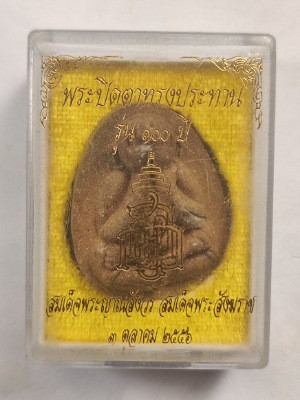 พระปิดตาทรงประทาน
รุ่น ๑๐๐ ปี
สมเด็จพระญาณสังวร สมเด็จพระสังฆราช
๓ ตุลาคม ๒๕๕๖